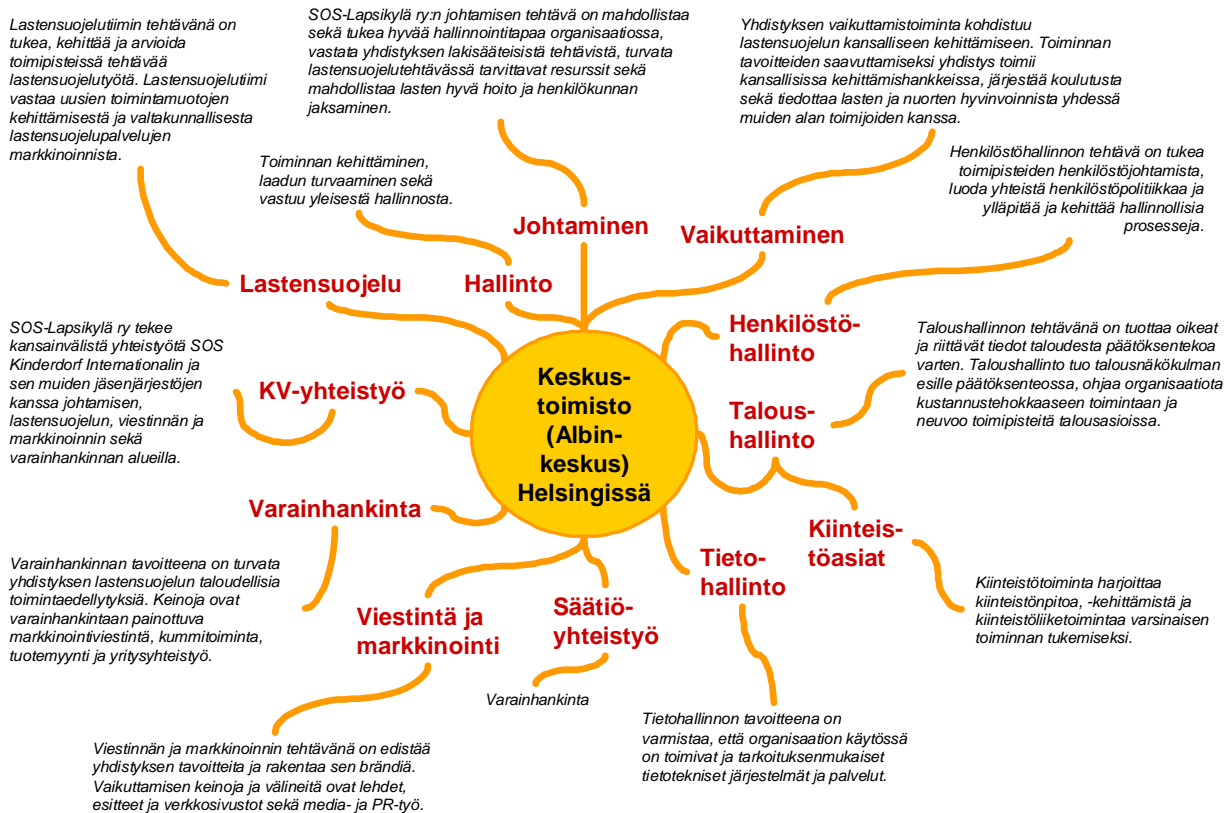 Lastensuojelutiimin tehtävänä on
tukea, kehittää ja arvioida
toimipisteissä tehtävää
lastensuojelutyötä. Lastensuojelutiimi
vastaa uusien toimintamuotojen
kehittämisestä ja valtakunnallisesta
lastensuojelupalvelujen
markkinoinnista.
SOS-Lapsikylä ry:n johtamisen tehtävä on mahdollistaa
sekä tukea hyvää hallinnointitapaa organisaatiossa,
vastata yhdistyksen lakisääteisistä tehtävistä, turvata
lastensuojelutehtävässä tarvittavat resurssit sekä
mahdollistaa lasten hyvä hoito ja henkilökunnan
jaksaminen.
Yhdistyksen vaikuttamistoiminta kohdistuu
lastensuojelun kansalliseen kehittämiseen. Toiminnan
tavoitteiden saavuttamiseksi yhdistys toimii
kansallisissa kehittämishankkeissa, järjestää koulutusta
sekä tiedottaa lasten ja nuorten hyvinvoinnista yhdessä
muiden alan toimijoiden kanssa.
Toiminnan kehittäminen,
laadun turvaaminen sekä
vastuu yleisestä hallinnosta.
Henkilöstöhallinnon tehtävä on tukea
toimipisteiden henkilöstöjohtamista,
luoda yhteistä henkilöstöpolitiikkaa ja
ylläpitää ja kehittää hallinnollisia
prosesseja.
Johtaminen
Vaikuttaminen
Lastensuojelu
Hallinto
Henkilöstö-
hallinto
SOS-Lapsikylä ry tekee
kansainvälistä yhteistyötä SOS
Kinderdorf Internationalin ja
sen muiden jäsenjärjestöjen
kanssa johtamisen,
lastensuojelun, viestinnän ja
markkinoinnin sekä
varainhankinnan alueilla.
KV-yhteistyö
Keskus-
toimisto
(Albin-
keskus)
Helsingissä
Talous-
hallinto
Taloushallinnon tehtävänä on tuottaa oikeat
ja riittävät tiedot taloudesta päätöksentekoa
varten. Taloushallinto tuo talousnäkökulman
esille päätöksenteossa, ohjaa organisaatiota
kustannustehokkaaseen toimintaan ja
neuvoo toimipisteitä talousasioissa.
Varainhankinta
Kiinteis-
töasiat
Tieto-
hallinto
Varainhankinnan tavoitteena on turvata
yhdistyksen lastensuojelun taloudellisia
toimintaedellytyksiä. Keinoja ovat
varainhankintaan painottuva
markkinointiviestintä, kummitoiminta,
tuotemyynti ja yritysyhteistyö.
Viestintä ja
markkinointi
Säätiö-
yhteistyö
Kiinteistötoiminta harjoittaa
kiinteistönpitoa, -kehittämistä ja
kiinteistöliiketoimintaa varsinaisen
toiminnan tukemiseksi.
Varainhankinta
Tietohallinnon tavoitteena on
varmistaa, että organisaation käytössä
on toimivat ja tarkoituksenmukaiset
tietotekniset järjestelmät ja palvelut.
Viestinnän ja markkinoinnin tehtävänä on edistää
yhdistyksen tavoitteita ja rakentaa sen brändiä.
Vaikuttamisen keinoja ja välineitä ovat lehdet,
esitteet ja verkkosivustot sekä media- ja PR-työ.